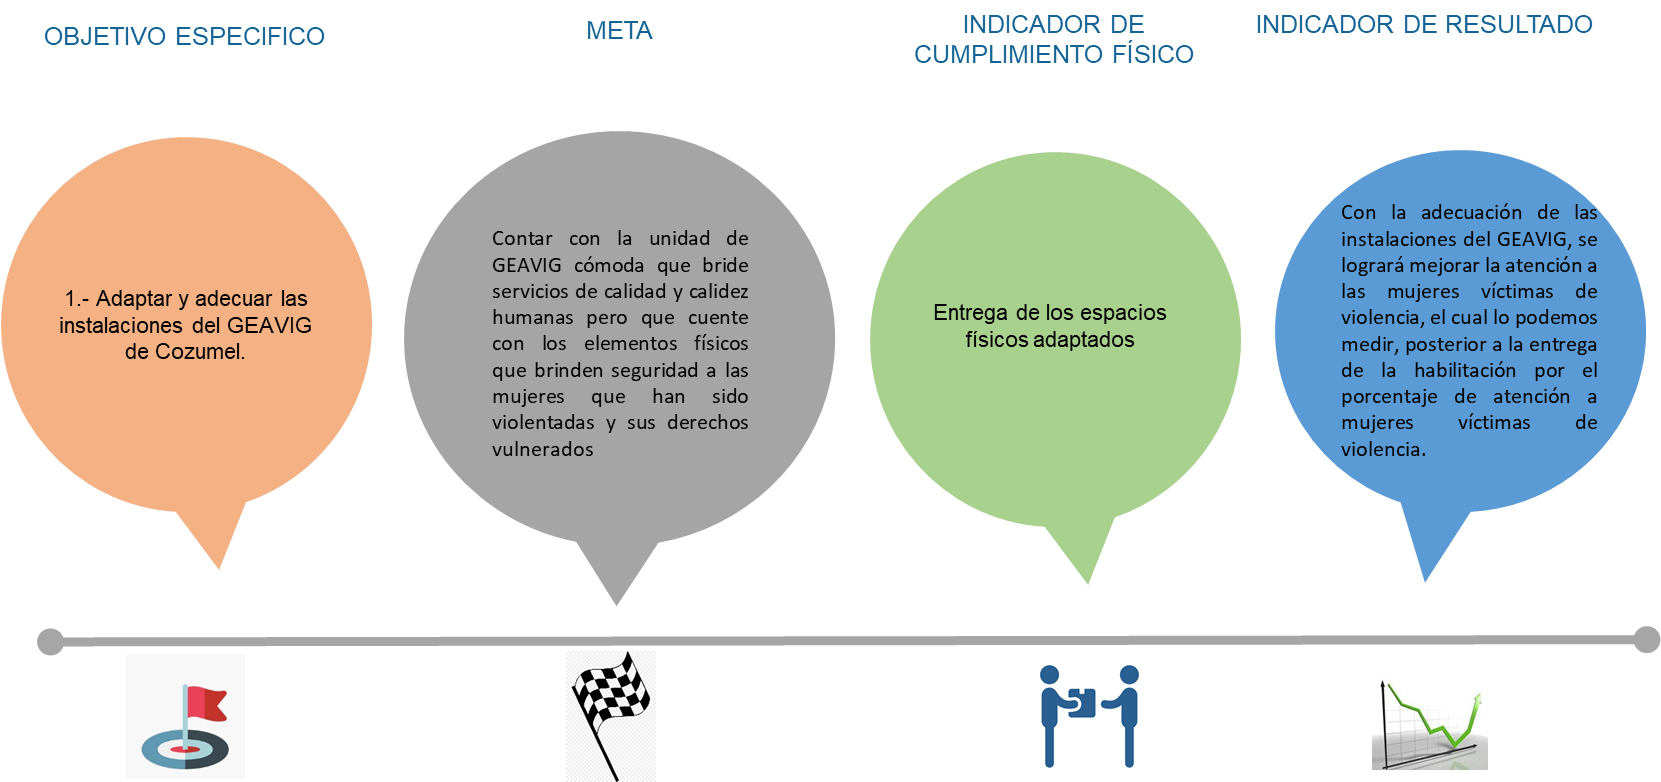 OBJETIVO ESPECIFICO
META
INDICADOR DE
CUMPLIMIENTO FÍSICO
INDICADOR DE RESULTADO
1.- Adaptar y adecuar las
instalaciones del GEAVIG
de Cozumel.
Contar con la unidad de
GEAVIG cómoda que bride
servicios de calidad y calidez
humanas pero que cuente
con los elementos físicos
que brinden seguridad a las
mujeres que han sido
violentadas y sus derechos
vulnerados
Entrega de los espacios
físicos adaptados
Con la adecuación de las
instalaciones del GEAVIG, se
logrará mejorar la atención a
las mujeres víctimas de
violencia, el cual lo podemos
medir, posterior a la entrega
de la habilitación por el
porcentaje de atención a
mujeres víctimas de
violencia.